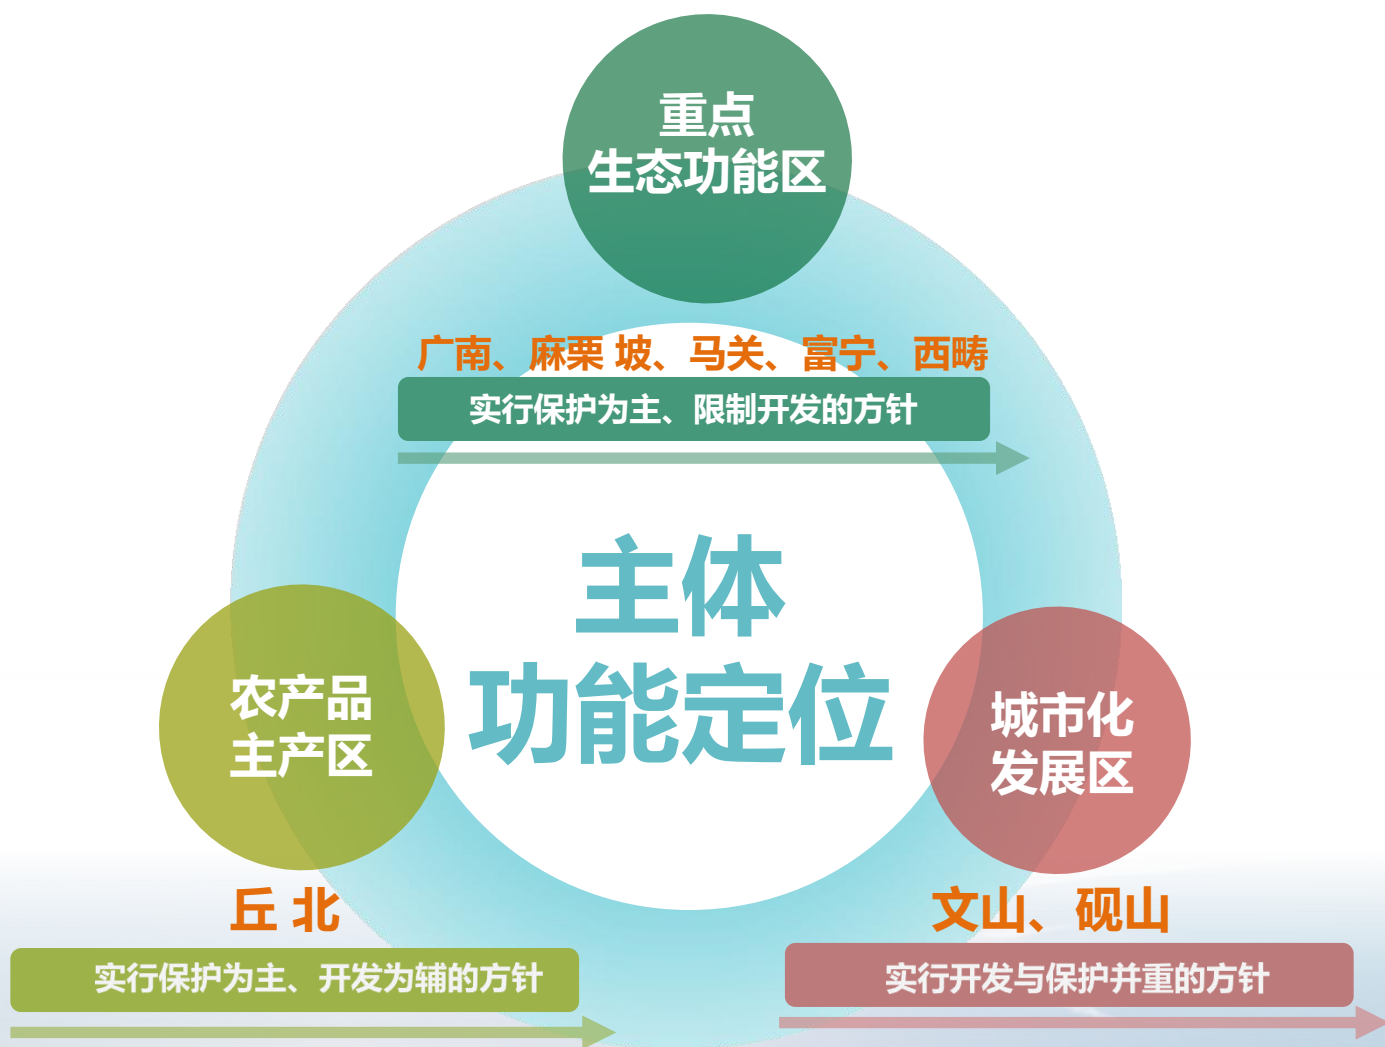 重点
生态功能区
广南、麻栗 坡、马关、富宁、西畴
实行保护为主、限制开发的方针
主体
功能定位
农产品
主产区
丘 北
实行保护为主、开发为辅的方针
城市化
发展区
文山、砚山
实行开发与保护并重的方针